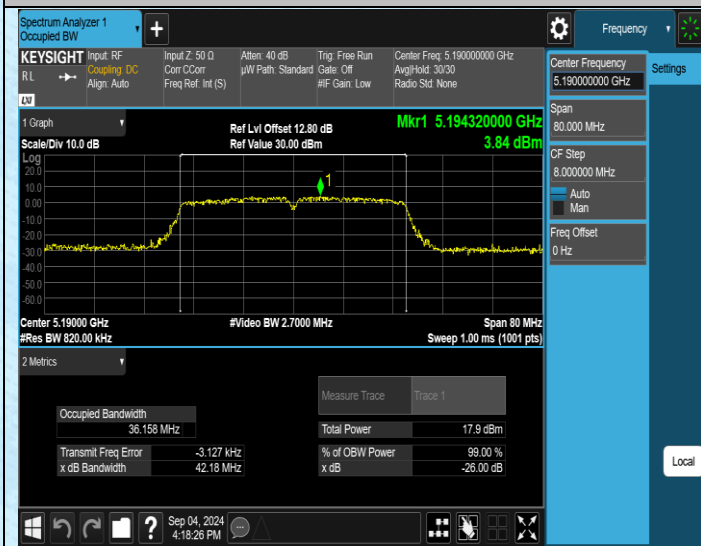 Spectrum Analyzer 1
Occupied BW
Frequency
KEYSIGHT
RL
LXI
Input: RF
Coupling: DC
Align: Auto
Input Z: 50 Ω
Corr CCorr
Freq Ref: Int (S)
Atten: 40 dB
µW Path: Standard
Trig: Free Run
Gate: Off
#IF Gain: Low
Center Freq: 5.190000000 GHz
Avg|Hold: 30/30
Radio Std: None
Center Frequency
5.190000000 GHz
Settings
Span
80.000 MHz
CF Step
8.000000 MHz
Auto
Man
Freq Offset
0 Hz
Local
1 Graph
Scale/Div 10.0 dB
Ref Lvl Offset 12.80 dB
Ref Value 30.00 dBm
Mkr1 5.194320000 GHz
3.84 dBm
Log
20.0
10.0
0.00
-10.0
-20.0
-30.0
-40.0
-50.0
-60.0
1
Center 5.19000 GHz
#Res BW 820.00 kHz
#Video BW 2.7000 MHz
Span 80 MHz
Sweep 1.00 ms (1001 pts)
2 Metrics
Measure Trace
Trace 1
Occupied Bandwidth
36.158 MHz
Total Power
17.9 dBm
Transmit Freq Error
-3.127 kHz
% of OBW Power
99.00 %
x dB Bandwidth
42.18 MHz
x dB
-26.00 dB
?
Sep 04, 2024
4:18:26 PM